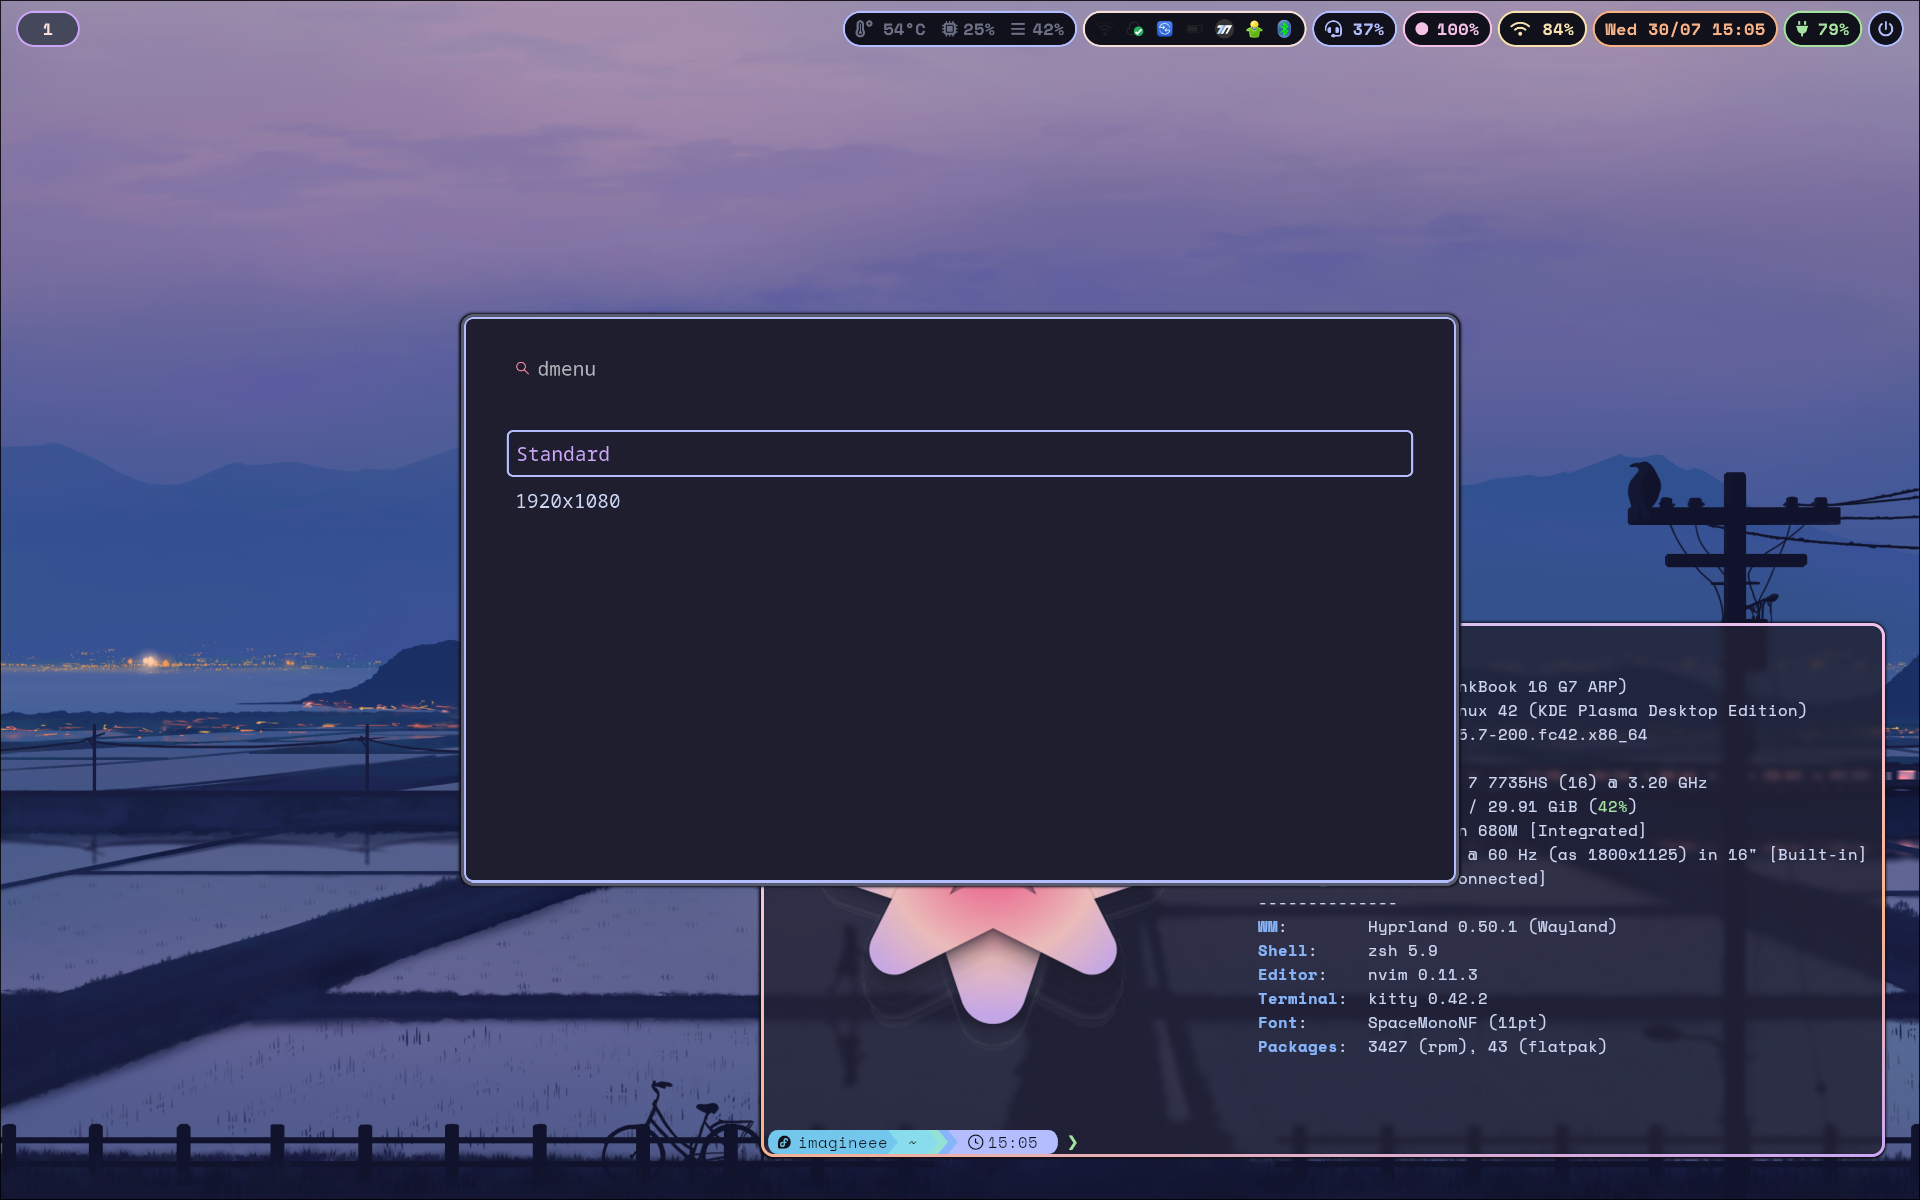 1
54°C 25% 42% 37% 100% 84% Wed 30/07 15:05 79%
dmenu
Standard
1920x1080
nkBook 16 G7 ARP)
nux 42 (KDE Plasma Desktop Edition)
.7-200.fc42.x86_64
7 7735HS (16) @ 3.20 GHz
/ 29.91 GiB (42%)
680M [Integrated]
@ 60 Hz (as 1800x1125) in 16" [Built-in]
onnected]
--------------
WM: Hyprland 0.50.1 (Wayland)
Shell: zsh 5.9
Editor: nvim 0.11.3
Terminal: kitty 0.42.2
Font: SpaceMonoNF (11pt)
Packages: 3427 (rpm), 43 (flatpak)
imagineee ~ 15:05 ❯